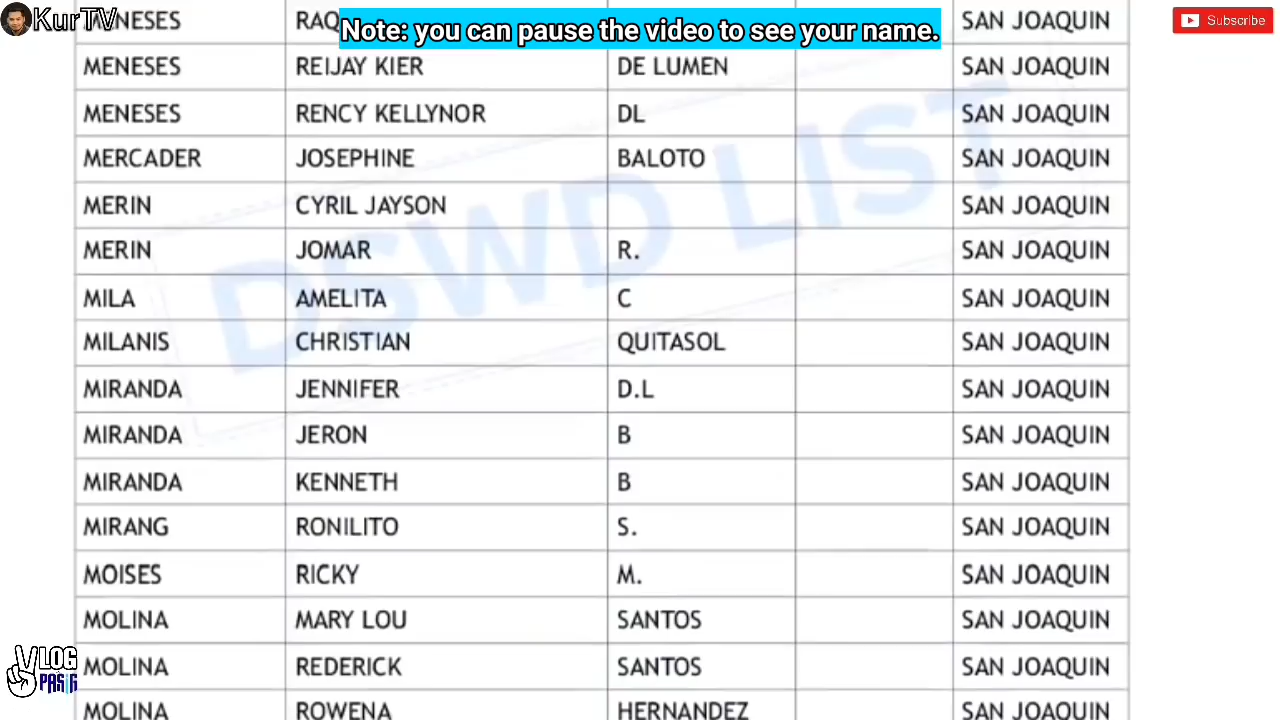 KurTV
Note: you can pause the video to see your name.
Subscribe
MENESES RAQ SAN JOAQUIN
MENESES REIJAY KIER DE LUMEN SAN JOAQUIN
MENESES RENCY KELLYNOR DL SAN JOAQUIN
MERCADER JOSEPHINE BALOTO SAN JOAQUIN
MERIN CYRIL JAYSON SAN JOAQUIN
MERIN JOMAR R. SAN JOAQUIN
MILA AMELITA C SAN JOAQUIN
MILANIS CHRISTIAN QUITASOL SAN JOAQUIN
MIRANDA JENNIFER D.L SAN JOAQUIN
MIRANDA JERON B SAN JOAQUIN
MIRANDA KENNETH B SAN JOAQUIN
MIRANG RONILITO S. SAN JOAQUIN
MOISES RICKY M. SAN JOAQUIN
MOLINA MARY LOU SANTOS SAN JOAQUIN
MOLINA REDERICK SANTOS SAN JOAQUIN
MOLINA ROWENA HERNANDEZ SAN JOAQUIN
DSWD LIST
VLOG
PASIG